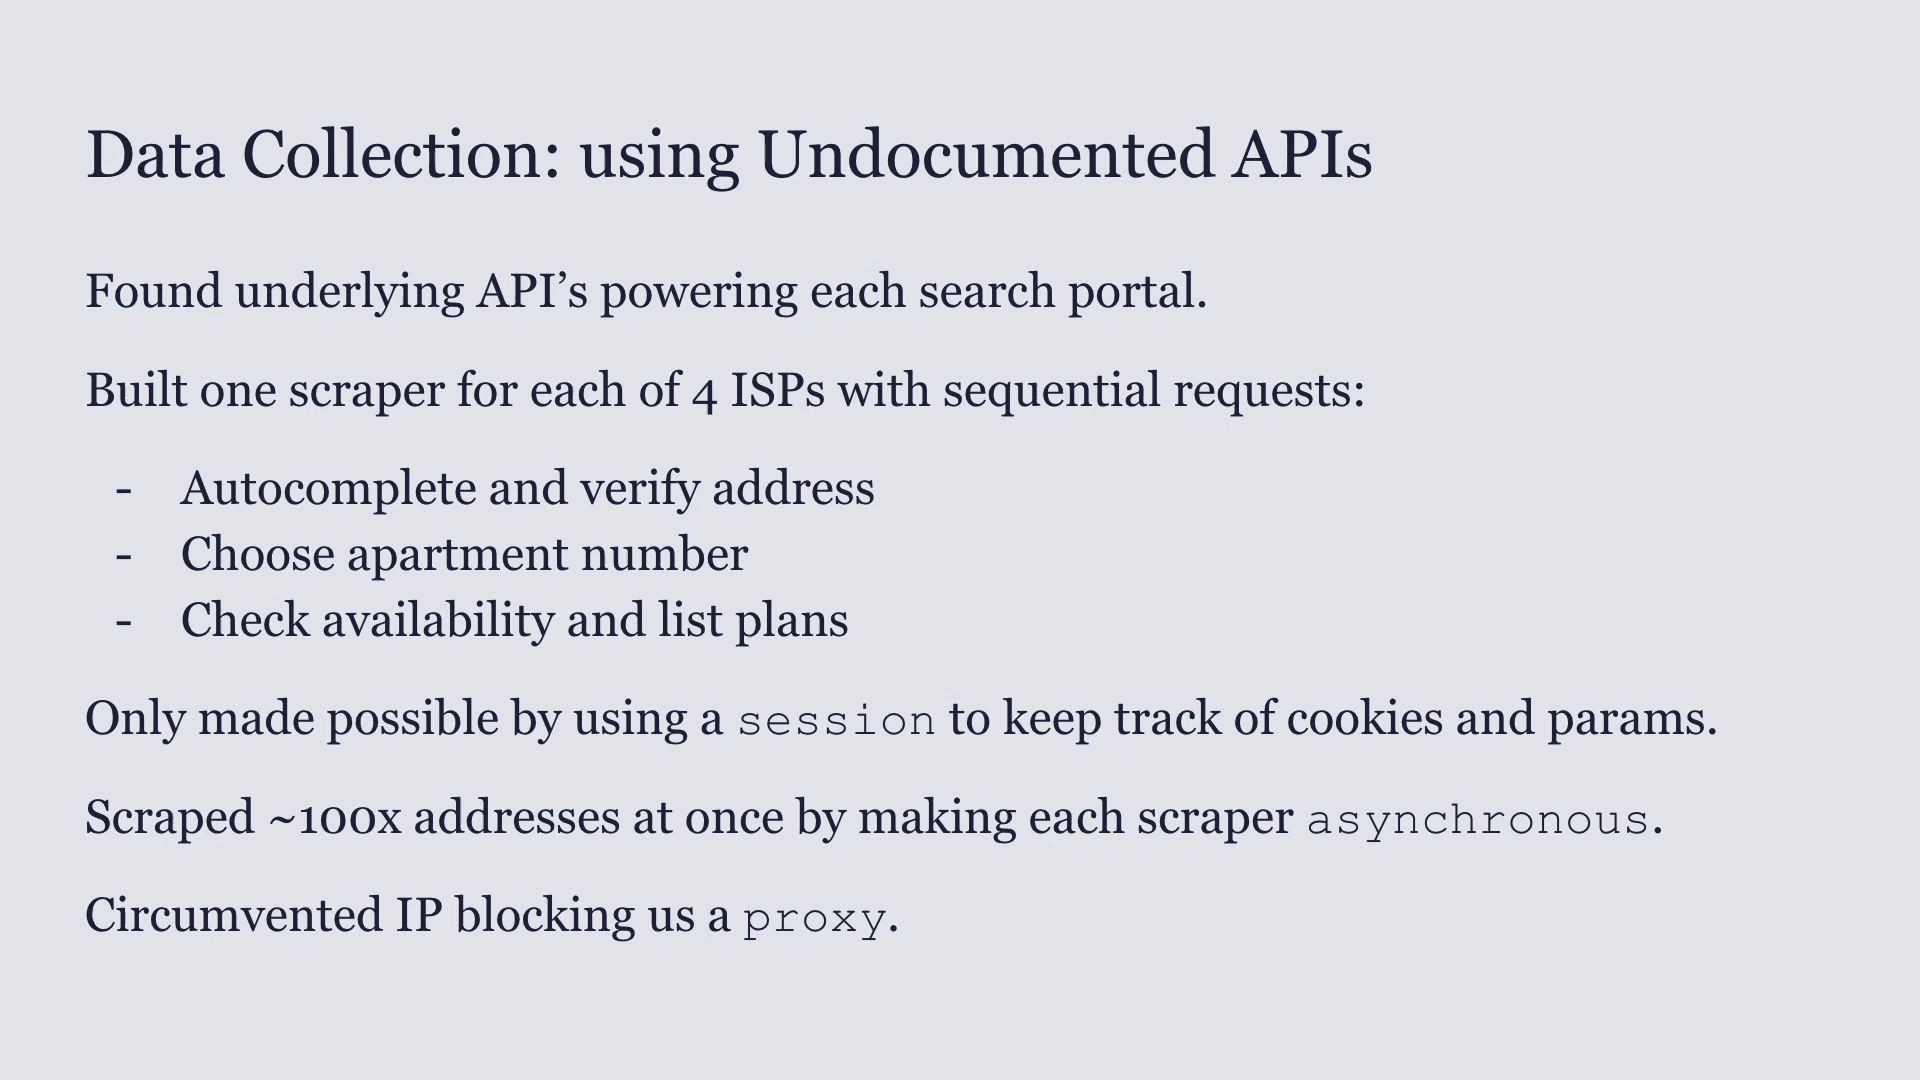 Data Collection: using Undocumented APIs
Found underlying API’s powering each search portal.
Built one scraper for each of 4 ISPs with sequential requests:
- Autocomplete and verify address
- Choose apartment number
- Check availability and list plans
Only made possible by using a session to keep track of cookies and params.
Scraped ~100x addresses at once by making each scraper asynchronous.
Circumvented IP blocking us a proxy.